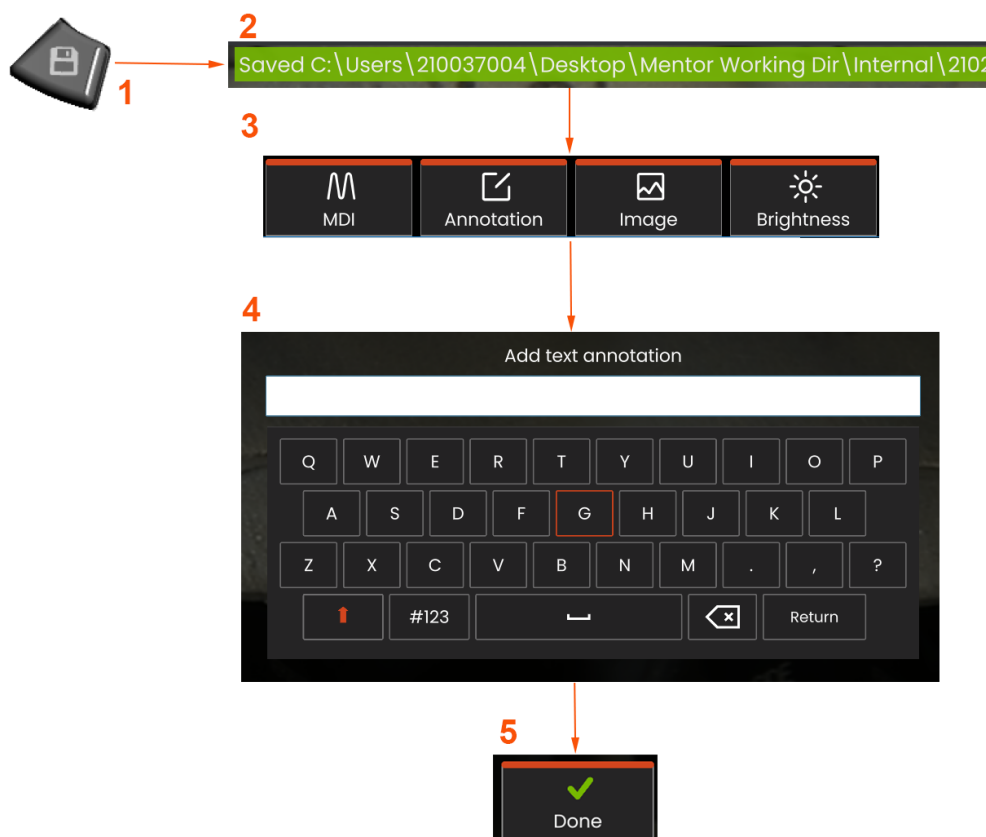 1
2
Saved C:\Users\210037004\Desktop\Mentor Working Dir\Internal\2102
3
MDI Annotation Image Brightness
4
Add text annotation
Q W E R T Y U I O P
A S D F G H J K L
Z X C V B N M . , ?
#123 Return
5
Done